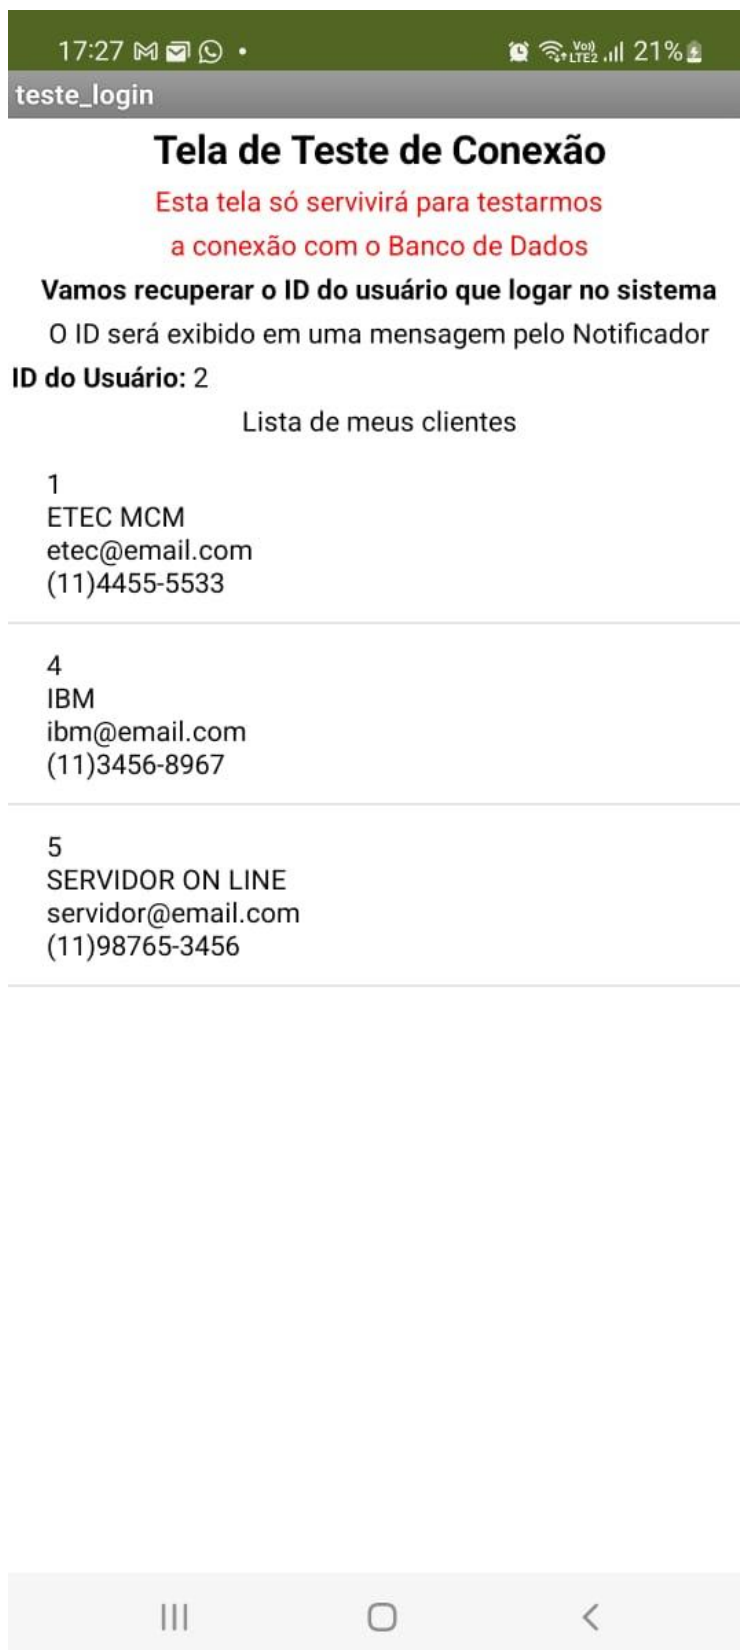 17:27
Vo)) LTE2 21%
teste_login
Tela de Teste de Conexão
Esta tela só servivirá para testarmos
a conexão com o Banco de Dados
Vamos recuperar o ID do usuário que logar no sistema
O ID será exibido em uma mensagem pelo Notificador
ID do Usuário: 2
Lista de meus clientes
1
ETEC MCM
etec@email.com
(11)4455-5533
4
IBM
ibm@email.com
(11)3456-8967
5
SERVIDOR ON LINE
servidor@email.com
(11)98765-3456